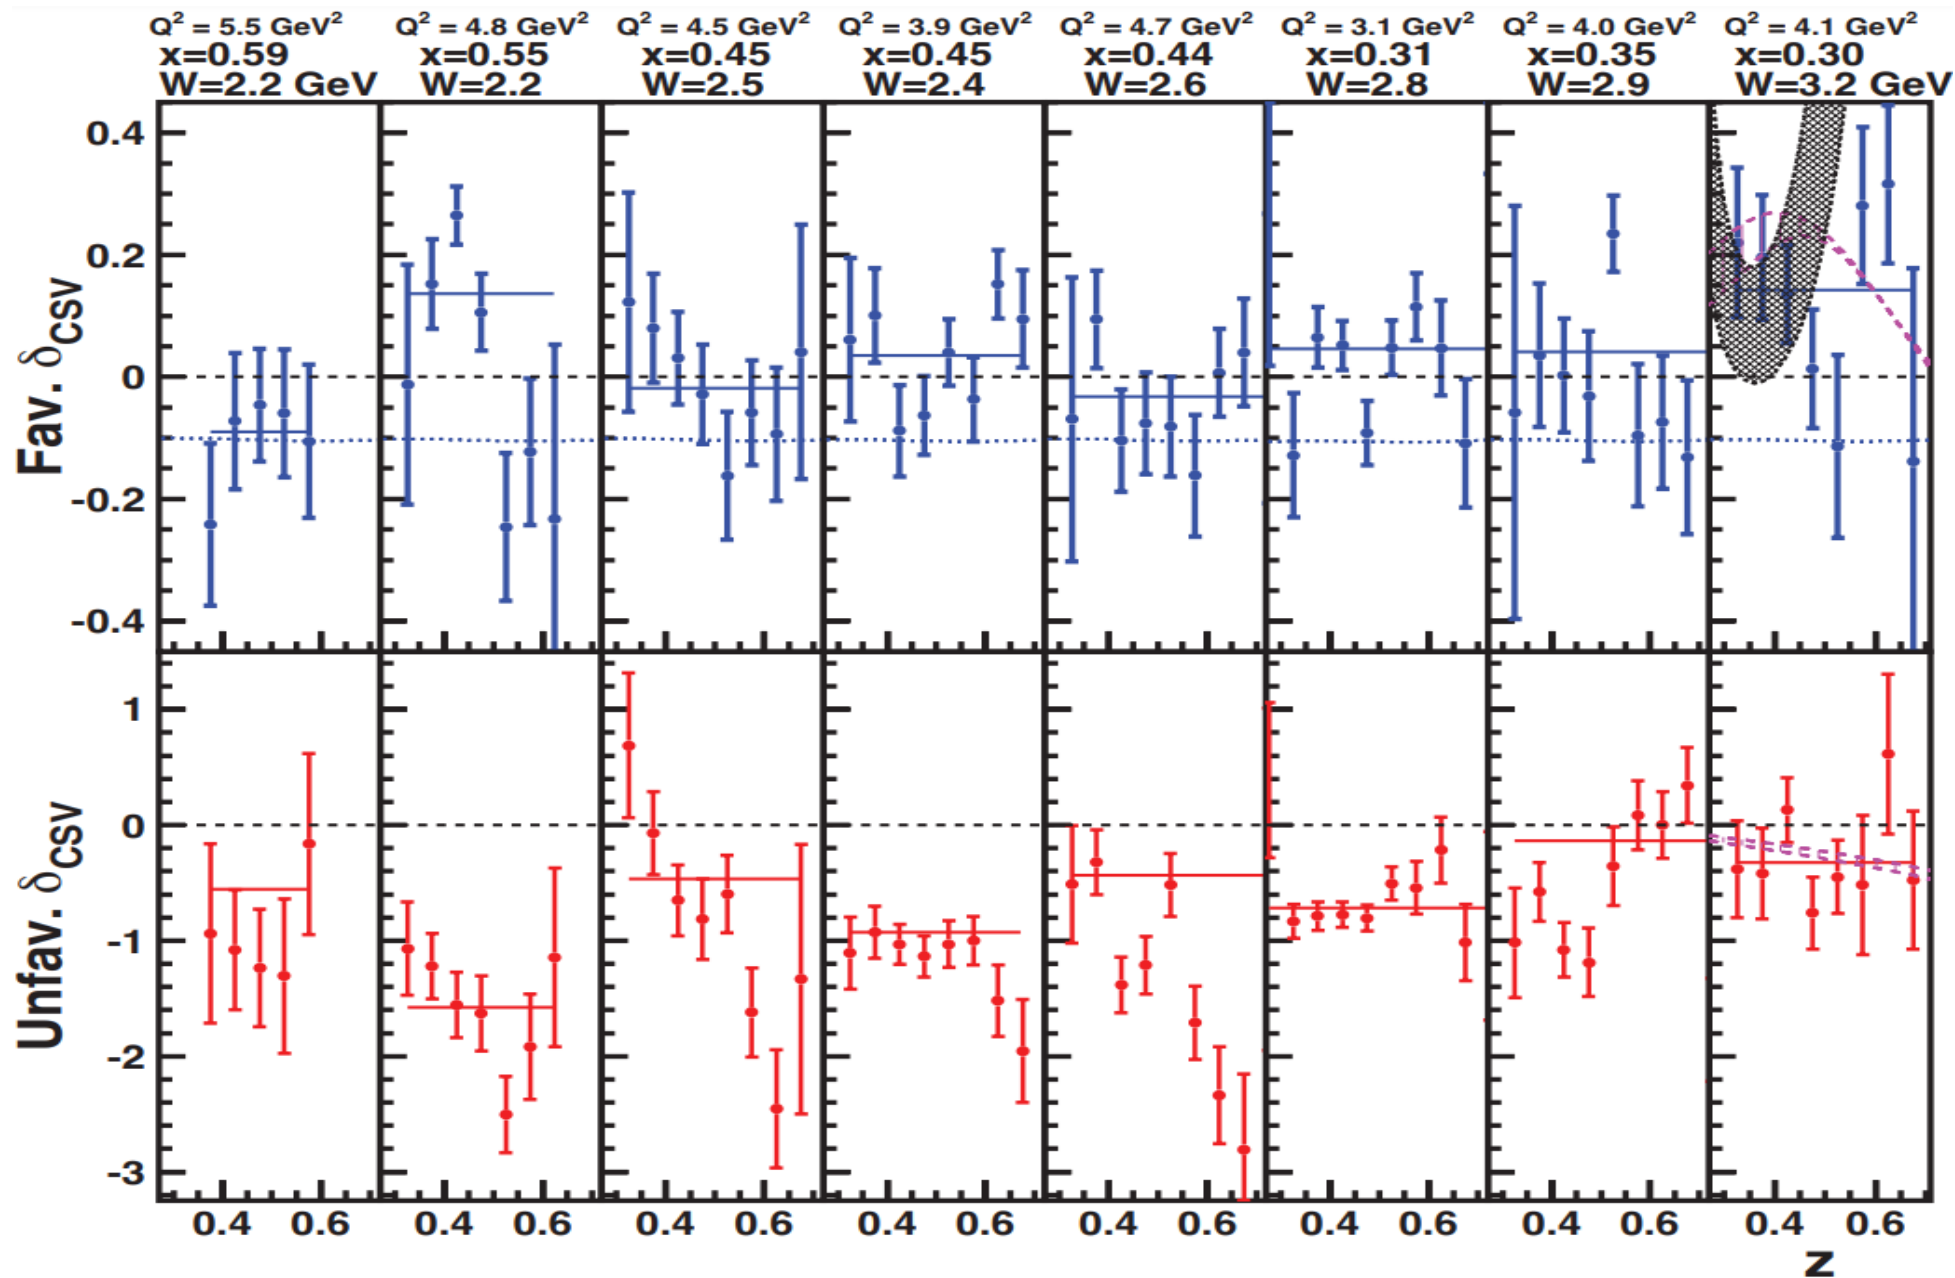 Q² = 5.5 GeV² Q² = 4.8 GeV² Q² = 4.5 GeV² Q² = 3.9 GeV² Q² = 4.7 GeV² Q² = 3.1 GeV² Q² = 4.0 GeV² Q² = 4.1 GeV²
x=0.59 x=0.55 x=0.45 x=0.45 x=0.44 x=0.31 x=0.35 x=0.30
W=2.2 GeV W=2.2 W=2.5 W=2.4 W=2.6 W=2.8 W=2.9 W=3.2 GeV
Fav. δCSV
0.4
0.2
0
-0.2
-0.4
Unfav. δCSV
1
0
-1
-2
-3
0.4 0.6 0.4 0.6 0.4 0.6 0.4 0.6 0.4 0.6 0.4 0.6 0.4 0.6 0.4 0.6
z